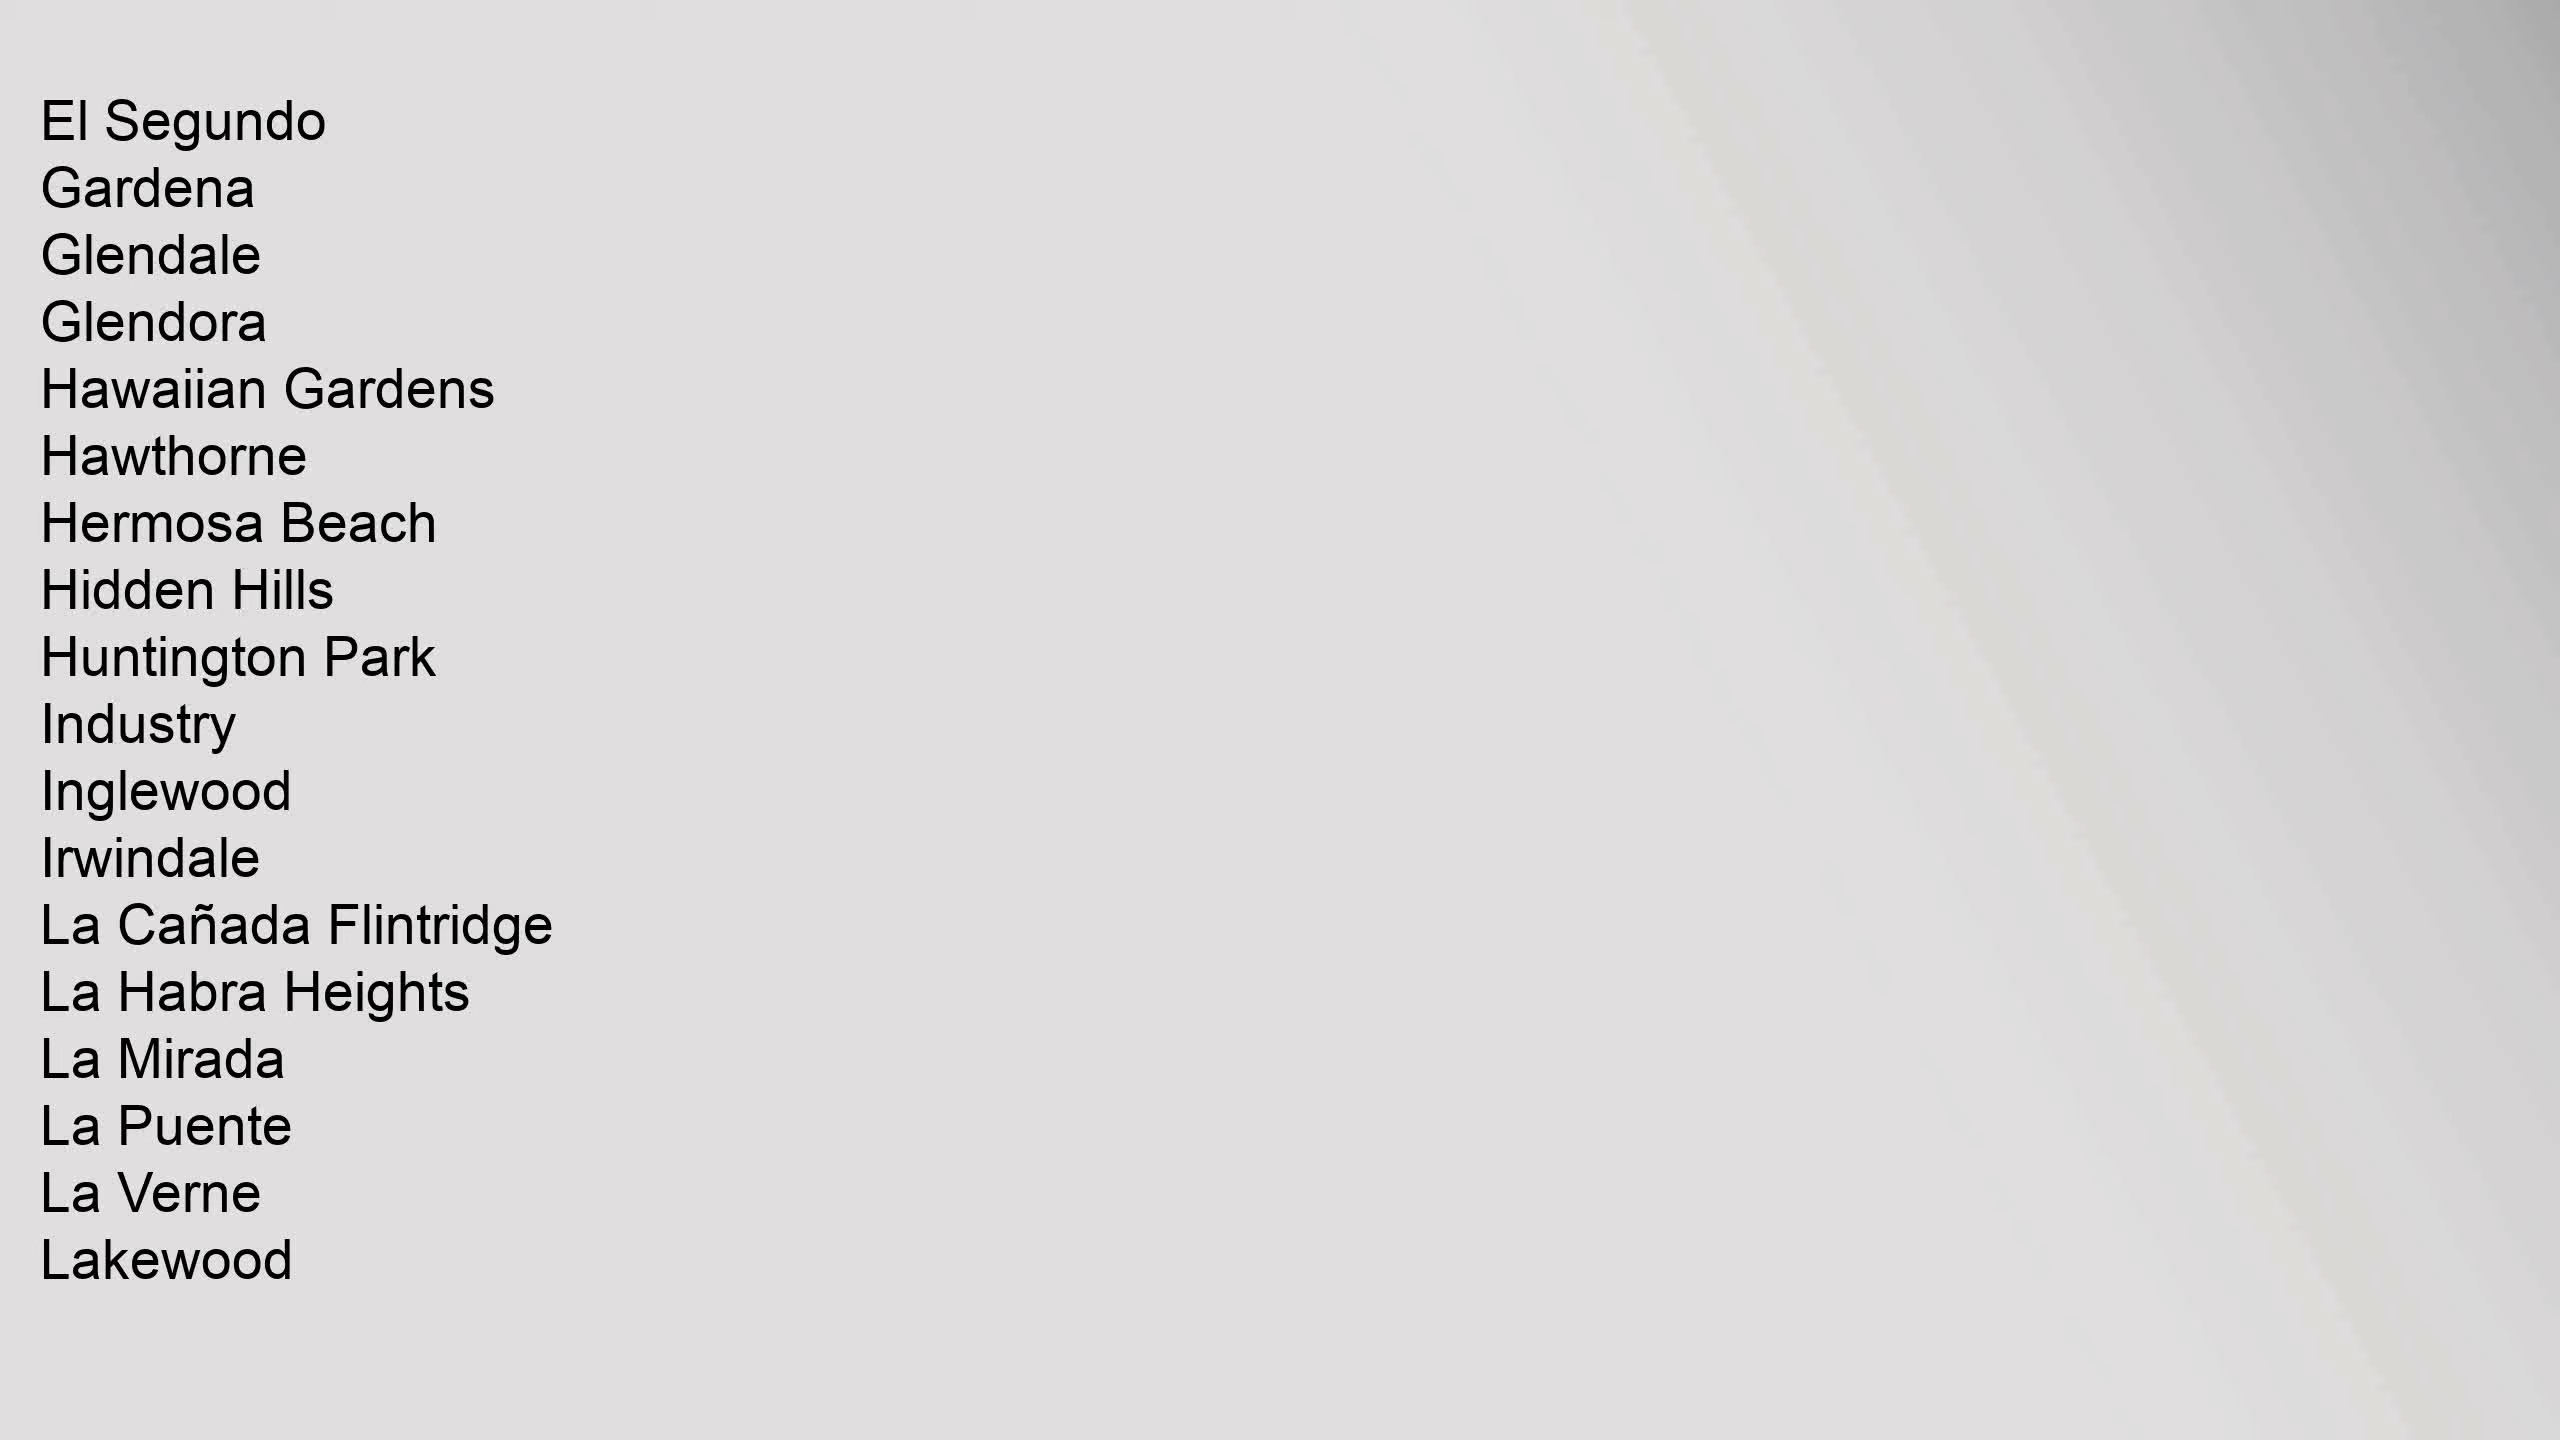 El Segundo
Gardena
Glendale
Glendora
Hawaiian Gardens
Hawthorne
Hermosa Beach
Hidden Hills
Huntington Park
Industry
Inglewood
Irwindale
La Cañada Flintridge
La Habra Heights
La Mirada
La Puente
La Verne
Lakewood